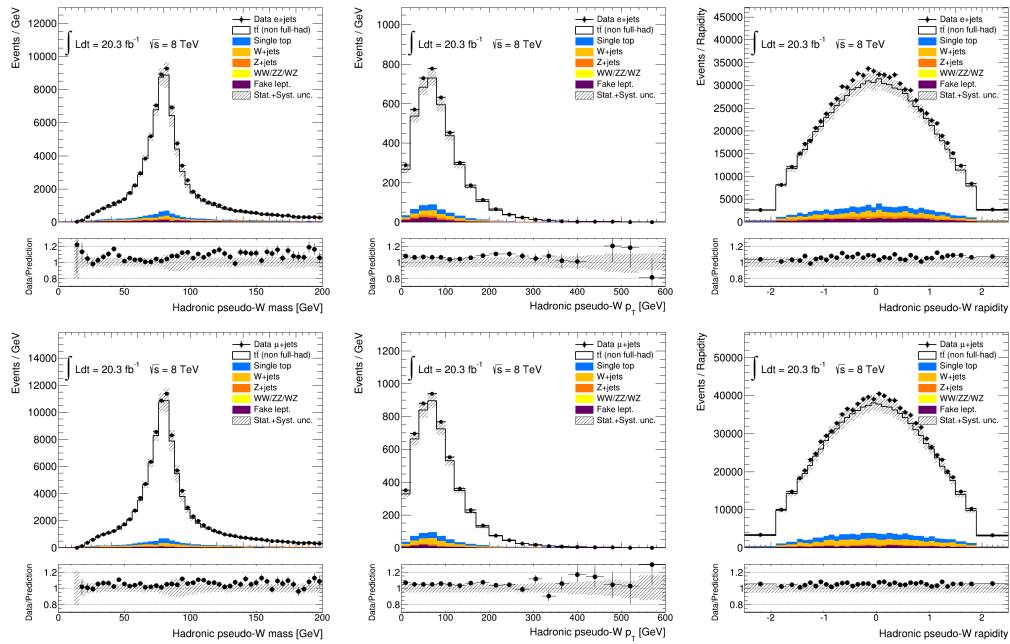 Events / GeV
12000
10000
8000
6000
4000
2000
0
∫ Ldt = 20.3 fb⁻¹ √s = 8 TeV
Data e+jets
tt̄ (non full-had)
Single top
W+jets
Z+jets
WW/ZZ/WZ
Fake lept.
Stat.+Syst. unc.
Data/Prediction
1.2
1
0.8
0 50 100 150 200
Hadronic pseudo-W mass [GeV]
Events / GeV
1000
800
600
400
200
0
∫ Ldt = 20.3 fb⁻¹ √s = 8 TeV
Data e+jets
tt̄ (non full-had)
Single top
W+jets
Z+jets
WW/ZZ/WZ
Fake lept.
Stat.+Syst. unc.
Data/Prediction
1.2
1
0.8
0 100 200 300 400 500 600
Hadronic pseudo-W p_T [GeV]
Events / Rapidity
45000
40000
35000
30000
25000
20000
15000
10000
5000
0
∫ Ldt = 20.3 fb⁻¹ √s = 8 TeV
Data e+jets
tt̄ (non full-had)
Single top
W+jets
Z+jets
WW/ZZ/WZ
Fake lept.
Stat.+Syst. unc.
Data/Prediction
1.2
1
0.8
-2 -1 0 1 2
Hadronic pseudo-W rapidity
Events / GeV
14000
12000
10000
8000
6000
4000
2000
0
∫ Ldt = 20.3 fb⁻¹ √s = 8 TeV
Data μ+jets
tt̄ (non full-had)
Single top
W+jets
Z+jets
WW/ZZ/WZ
Fake lept.
Stat.+Syst. unc.
Data/Prediction
1.2
1
0.8
0 50 100 150 200
Hadronic pseudo-W mass [GeV]
Events / GeV
1200
1000
800
600
400
200
0
∫ Ldt = 20.3 fb⁻¹ √s = 8 TeV
Data μ+jets
tt̄ (non full-had)
Single top
W+jets
Z+jets
WW/ZZ/WZ
Fake lept.
Stat.+Syst. unc.
Data/Prediction
1.2
1
0.8
0 100 200 300 400 500 600
Hadronic pseudo-W p_T [GeV]
Events / Rapidity
50000
40000
30000
20000
10000
0
∫ Ldt = 20.3 fb⁻¹ √s = 8 TeV
Data μ+jets
tt̄ (non full-had)
Single top
W+jets
Z+jets
WW/ZZ/WZ
Fake lept.
Stat.+Syst. unc.
Data/Prediction
1.2
1
0.8
-2 -1 0 1 2
Hadronic pseudo-W rapidity